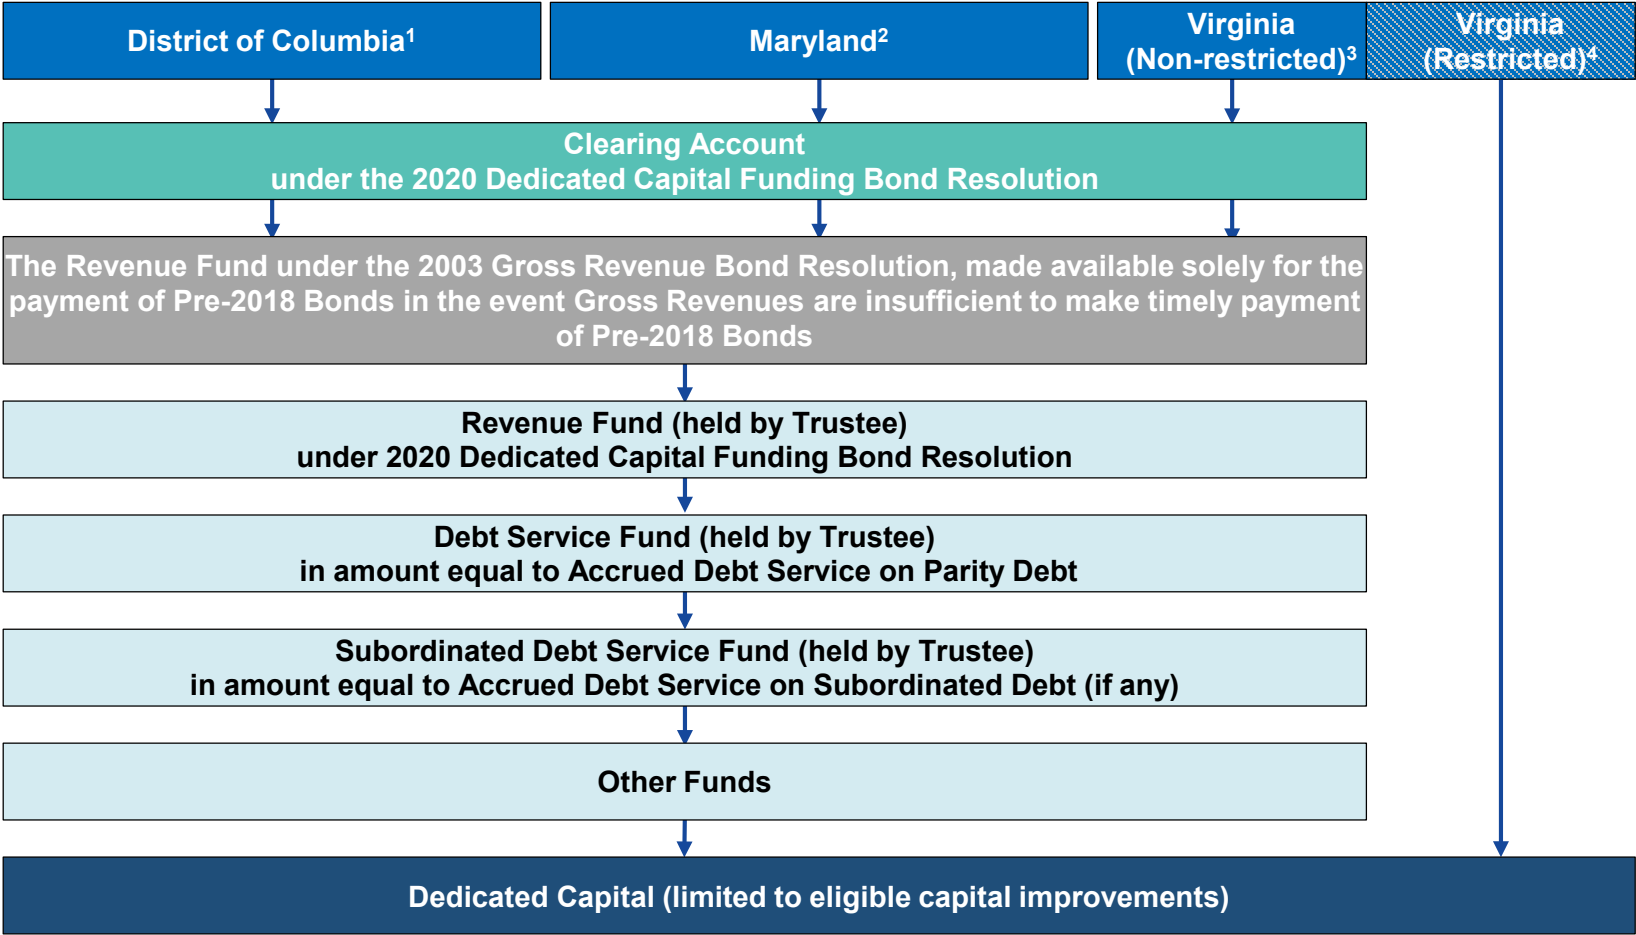 District of Columbia¹
Maryland²
Virginia
(Non-restricted)³
Virginia
(Restricted)⁴
Clearing Account
under the 2020 Dedicated Capital Funding Bond Resolution
The Revenue Fund under the 2003 Gross Revenue Bond Resolution, made available solely for the
payment of Pre-2018 Bonds in the event Gross Revenues are insufficient to make timely payment
of Pre-2018 Bonds
Revenue Fund (held by Trustee)
under 2020 Dedicated Capital Funding Bond Resolution
Debt Service Fund (held by Trustee)
in amount equal to Accrued Debt Service on Parity Debt
Subordinated Debt Service Fund (held by Trustee)
in amount equal to Accrued Debt Service on Subordinated Debt (if any)
Other Funds
Dedicated Capital (limited to eligible capital improvements)